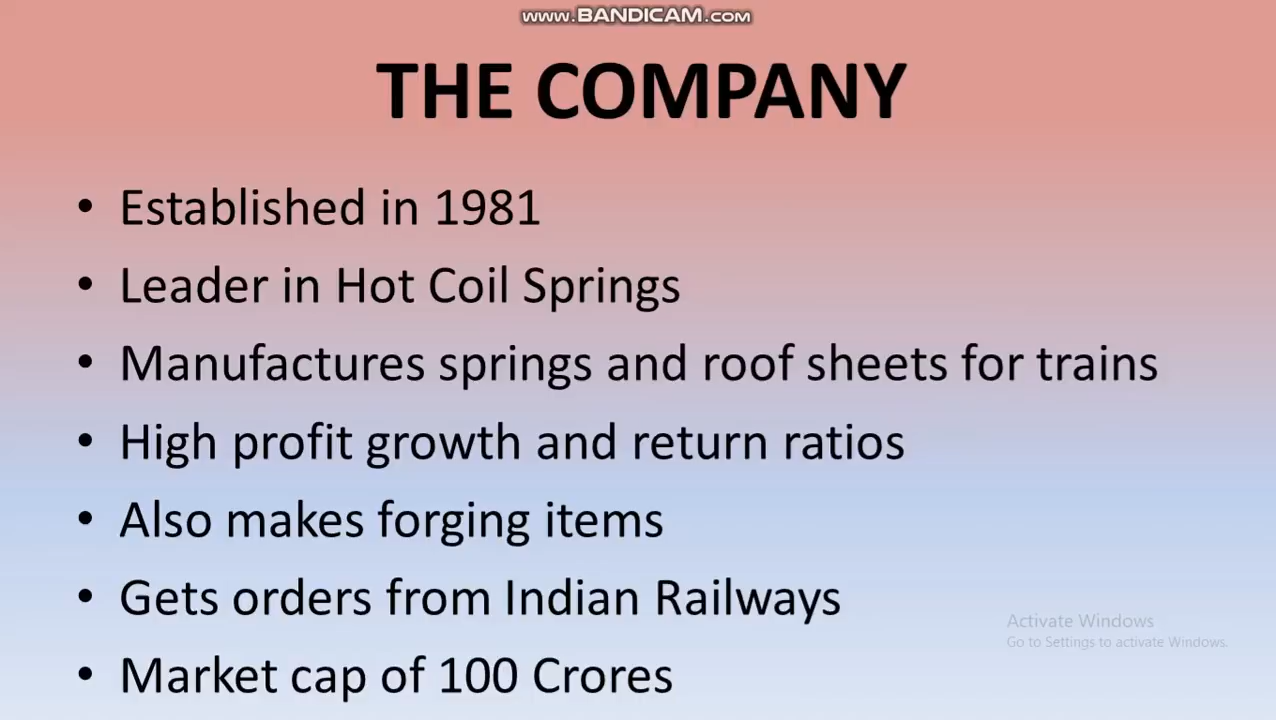 www.BANDICAM.com
THE COMPANY
• Established in 1981
• Leader in Hot Coil Springs
• Manufactures springs and roof sheets for trains
• High profit growth and return ratios
• Also makes forging items
• Gets orders from Indian Railways
Activate Windows
Go to Settings to activate Windows.
• Market cap of 100 Crores